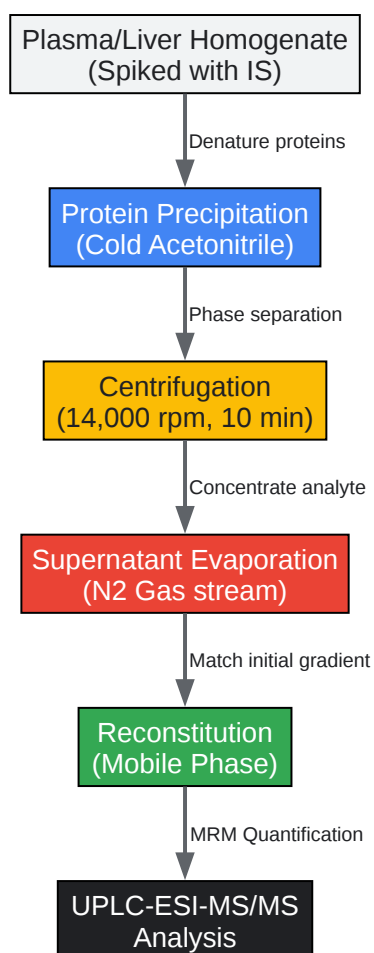 Plasma/Liver Homogenate
(Spiked with IS)
Denature proteins
Protein Precipitation
(Cold Acetonitrile)
Phase separation
Centrifugation
(14,000 rpm, 10 min)
Concentrate analyte
Supernatant Evaporation
(N2 Gas stream)
Match initial gradient
Reconstitution
(Mobile Phase)
MRM Quantification
UPLC-ESI-MS/MS
Analysis